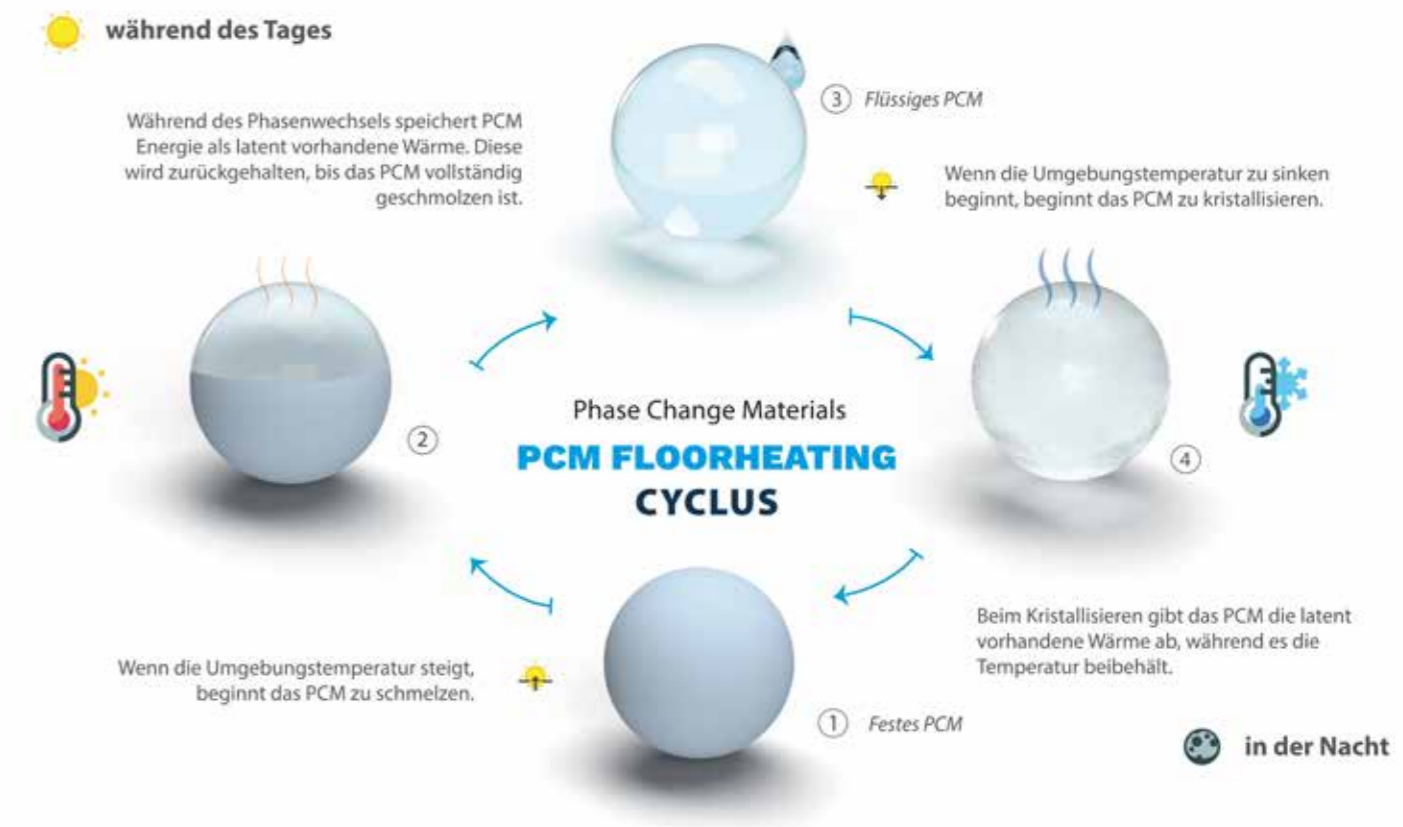 während des Tages
Während des Phasenwechsels speichert PCM
Energie als latent vorhandene Wärme. Diese
wird zurückgehalten, bis das PCM vollständig
geschmolzen ist.
3 Flüssiges PCM
Wenn die Umgebungstemperatur zu sinken
beginnt, beginnt das PCM zu kristallisieren.
2
Phase Change Materials
PCM FLOORHEATING
CYCLUS
4
Wenn die Umgebungstemperatur steigt,
beginnt das PCM zu schmelzen.
1 Festes PCM
Beim Kristallisieren gibt das PCM die latent
vorhandene Wärme ab, während es die
Temperatur beibehält.
in der Nacht